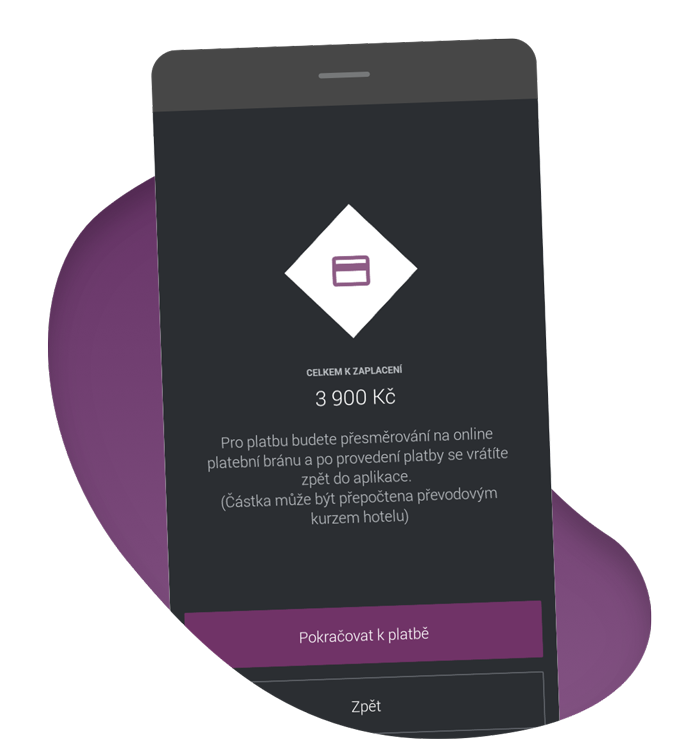 CELKEM K ZAPLACENÍ
3 900 Kč
Pro platbu budete přesměrování na online
platební bránu a po provedení platby se vrátíte
zpět do aplikace.
(Částka může být přepočtena převodovým
kurzem hotelu)
Pokračovat k platbě
Zpět